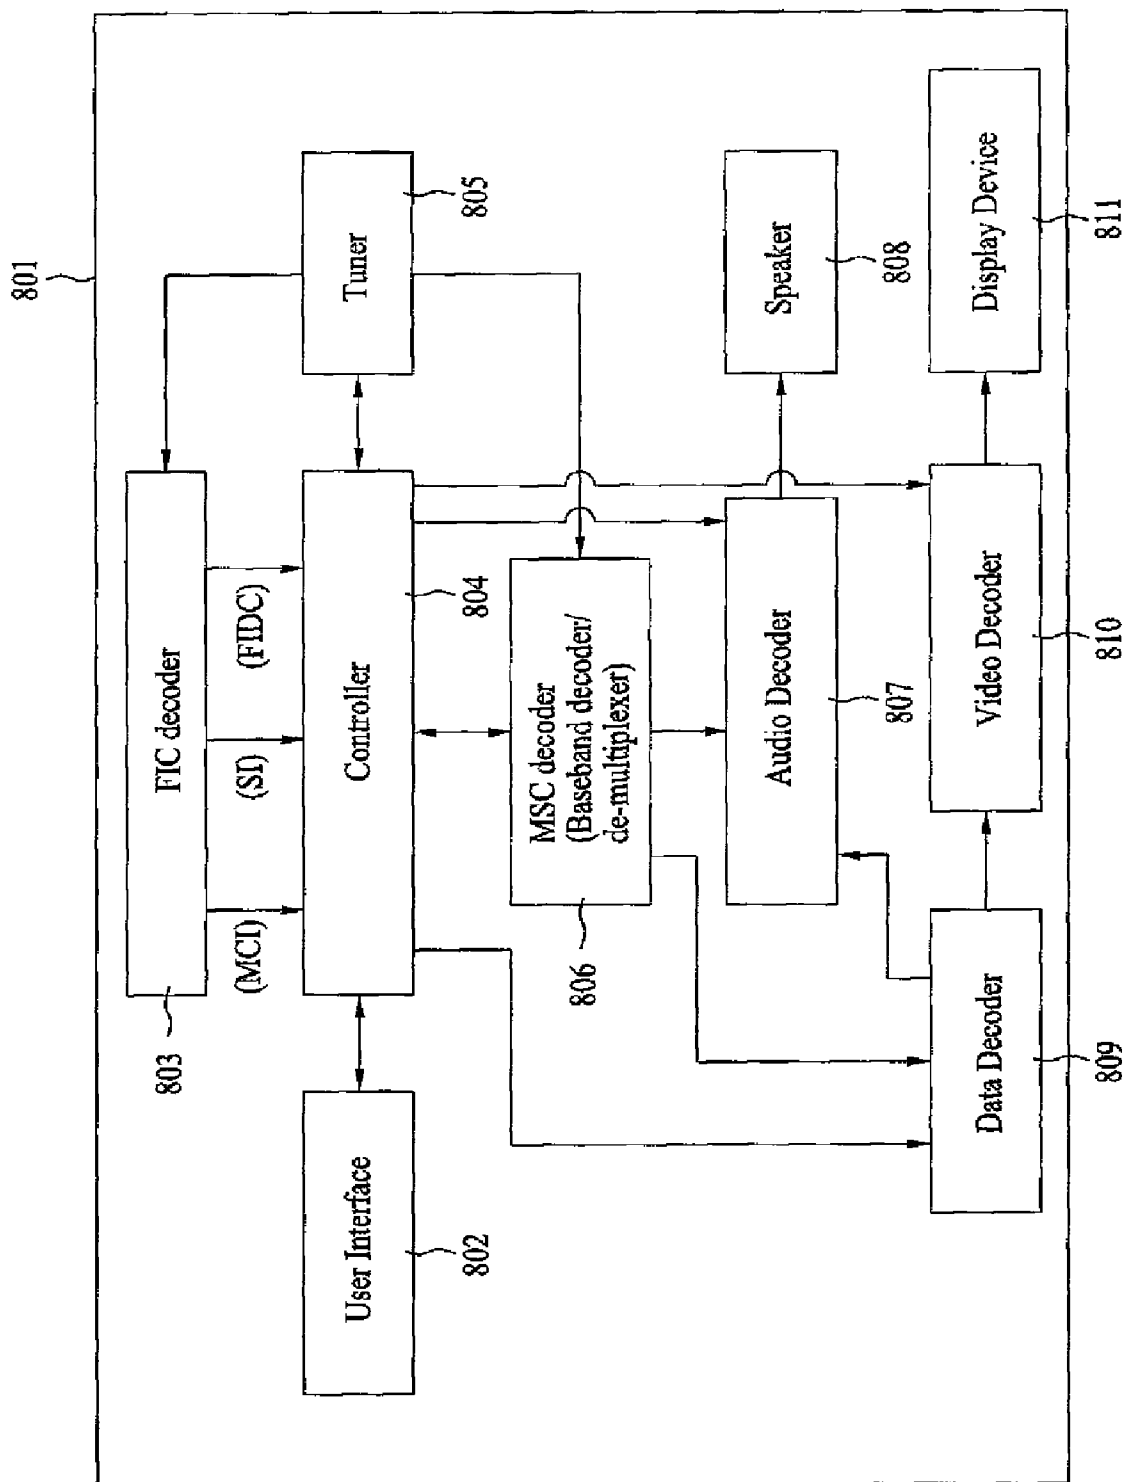 801
FIC decoder
803
(MCI)
(SI)
(FIDC)
User Interface
802
Controller
804
Tuner
805
MSC decoder
(Baseband decoder/
de-multiplexer)
806
Audio Decoder
807
Speaker
808
Data Decoder
809
Video Decoder
810
Display Device
811